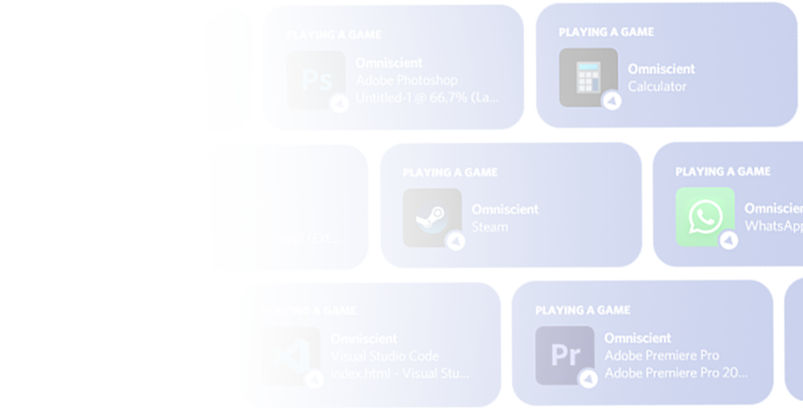 PLAYING A GAME
Omniscient
Adobe Photoshop
Ps
Untitled-1 @ 66,7% (La...
PLAYING A GAME
Omniscient
Calculator
PLAYING A GAME
Omniscient
Steam
PLAYING A GAME
Omniscien
WhatsApp
PLAYING A GAME
Omniscient
Visual Studio Code
index.html - Visual Stu...
PLAYING A GAME
Omniscient
Pr
Adobe Premiere Pro
Adobe Premiere Pro 20...